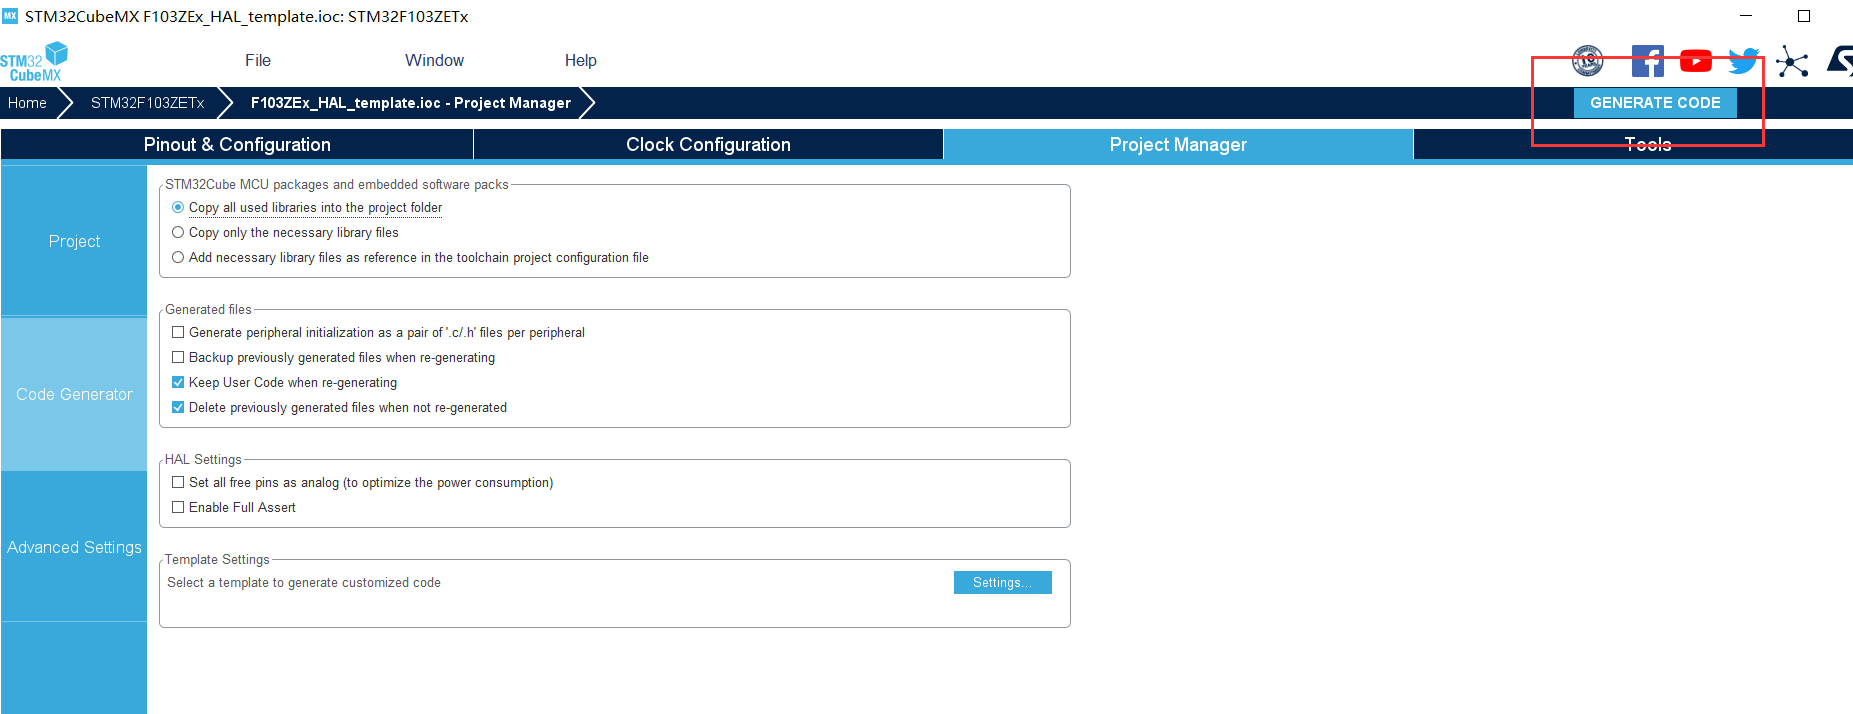 MX STM32CubeMX F103ZEx_HAL_template.ioc: STM32F103ZETx
STM32
CubeMX
File
Window
Help
10
Home
STM32F103ZETx
F103ZEx_HAL_template.ioc - Project Manager
GENERATE CODE
Pinout & Configuration
Clock Configuration
Project Manager
Tools
Project
Code Generator
Advanced Settings
STM32Cube MCU packages and embedded software packs
Copy all used libraries into the project folder
Copy only the necessary library files
Add necessary library files as reference in the toolchain project configuration file
Generated files
Generate peripheral initialization as a pair of '.c/.h' files per peripheral
Backup previously generated files when re-generating
Keep User Code when re-generating
Delete previously generated files when not re-generated
HAL Settings
Set all free pins as analog (to optimize the power consumption)
Enable Full Assert
Template Settings
Select a template to generate customized code
Settings...